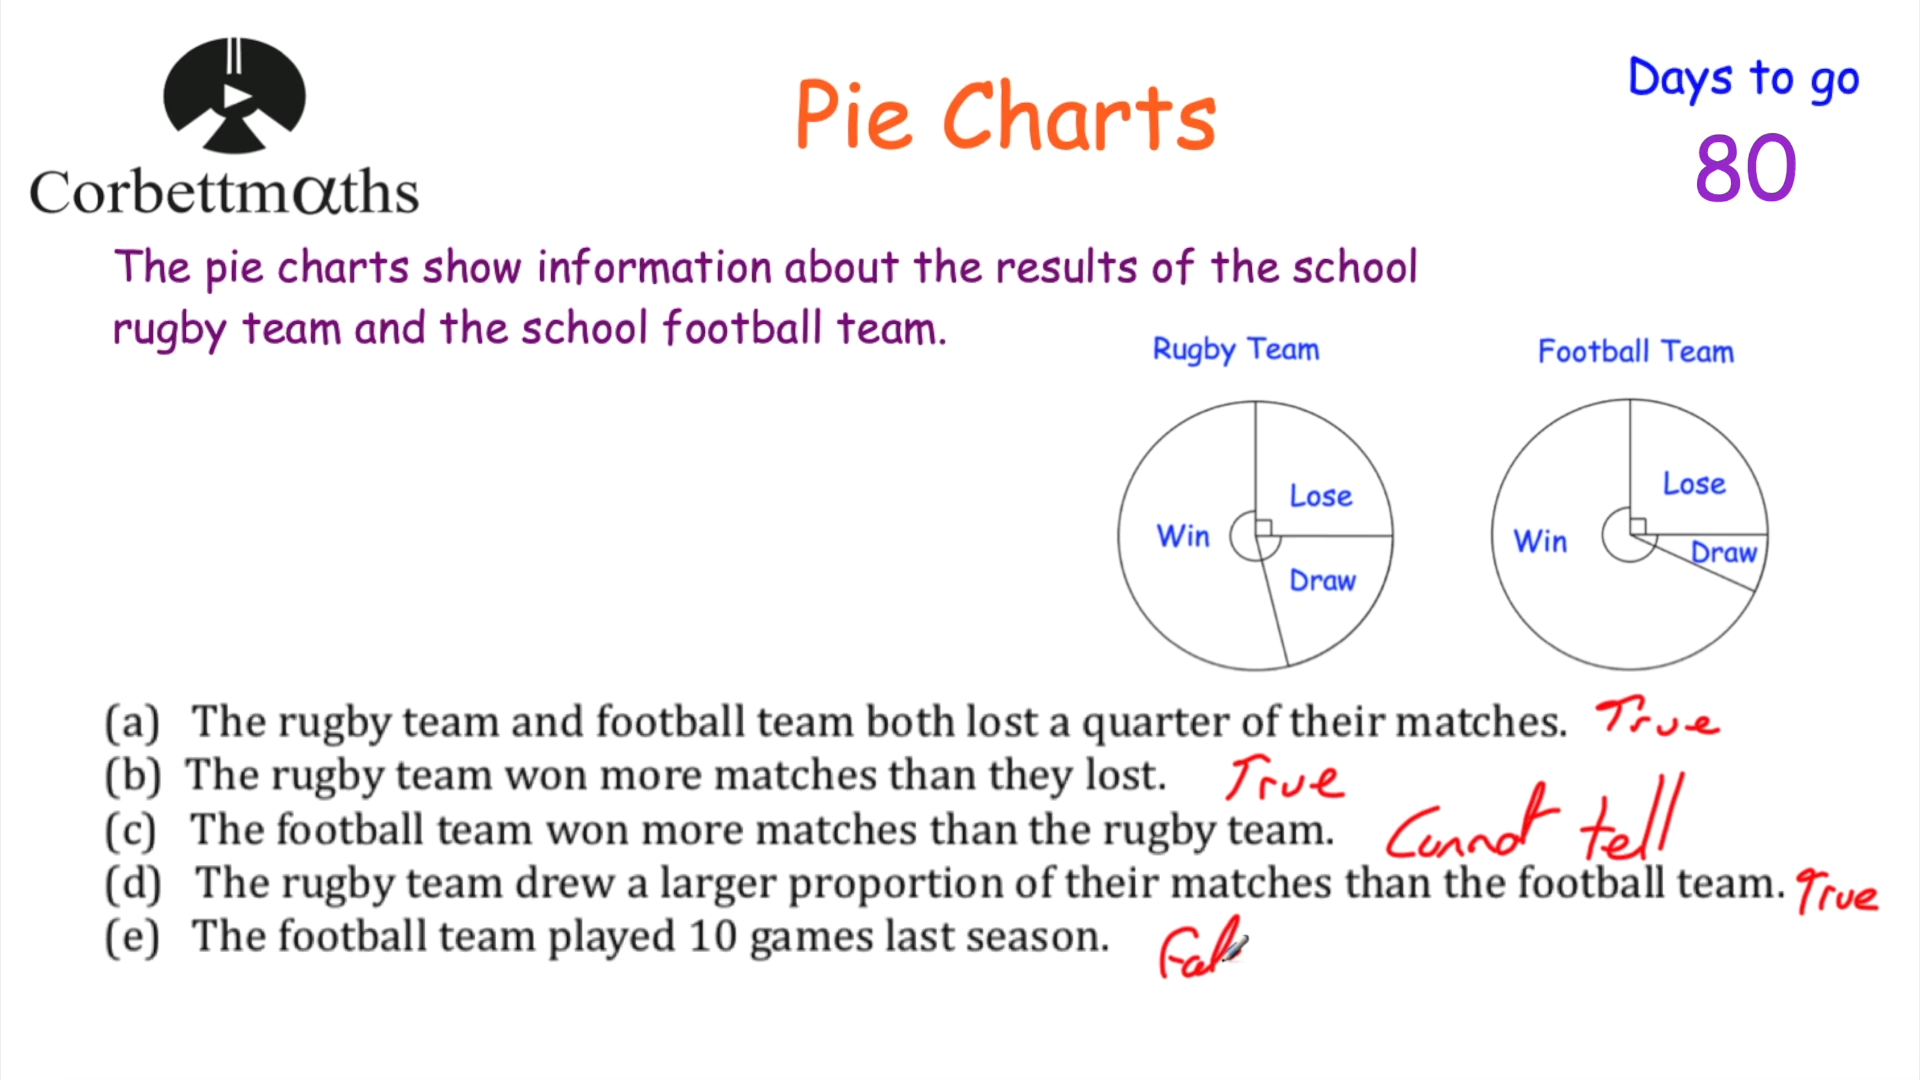 Corbettmαths
Pie Charts
Days to go
80
The pie charts show information about the results of the school
rugby team and the school football team.
Rugby Team
Win
Lose
Draw
Football Team
Win
Lose
Draw
(a) The rugby team and football team both lost a quarter of their matches. True
(b) The rugby team won more matches than they lost. True
(c) The football team won more matches than the rugby team. Cannot tell
(d) The rugby team drew a larger proportion of their matches than the football team. True
(e) The football team played 10 games last season. Fal